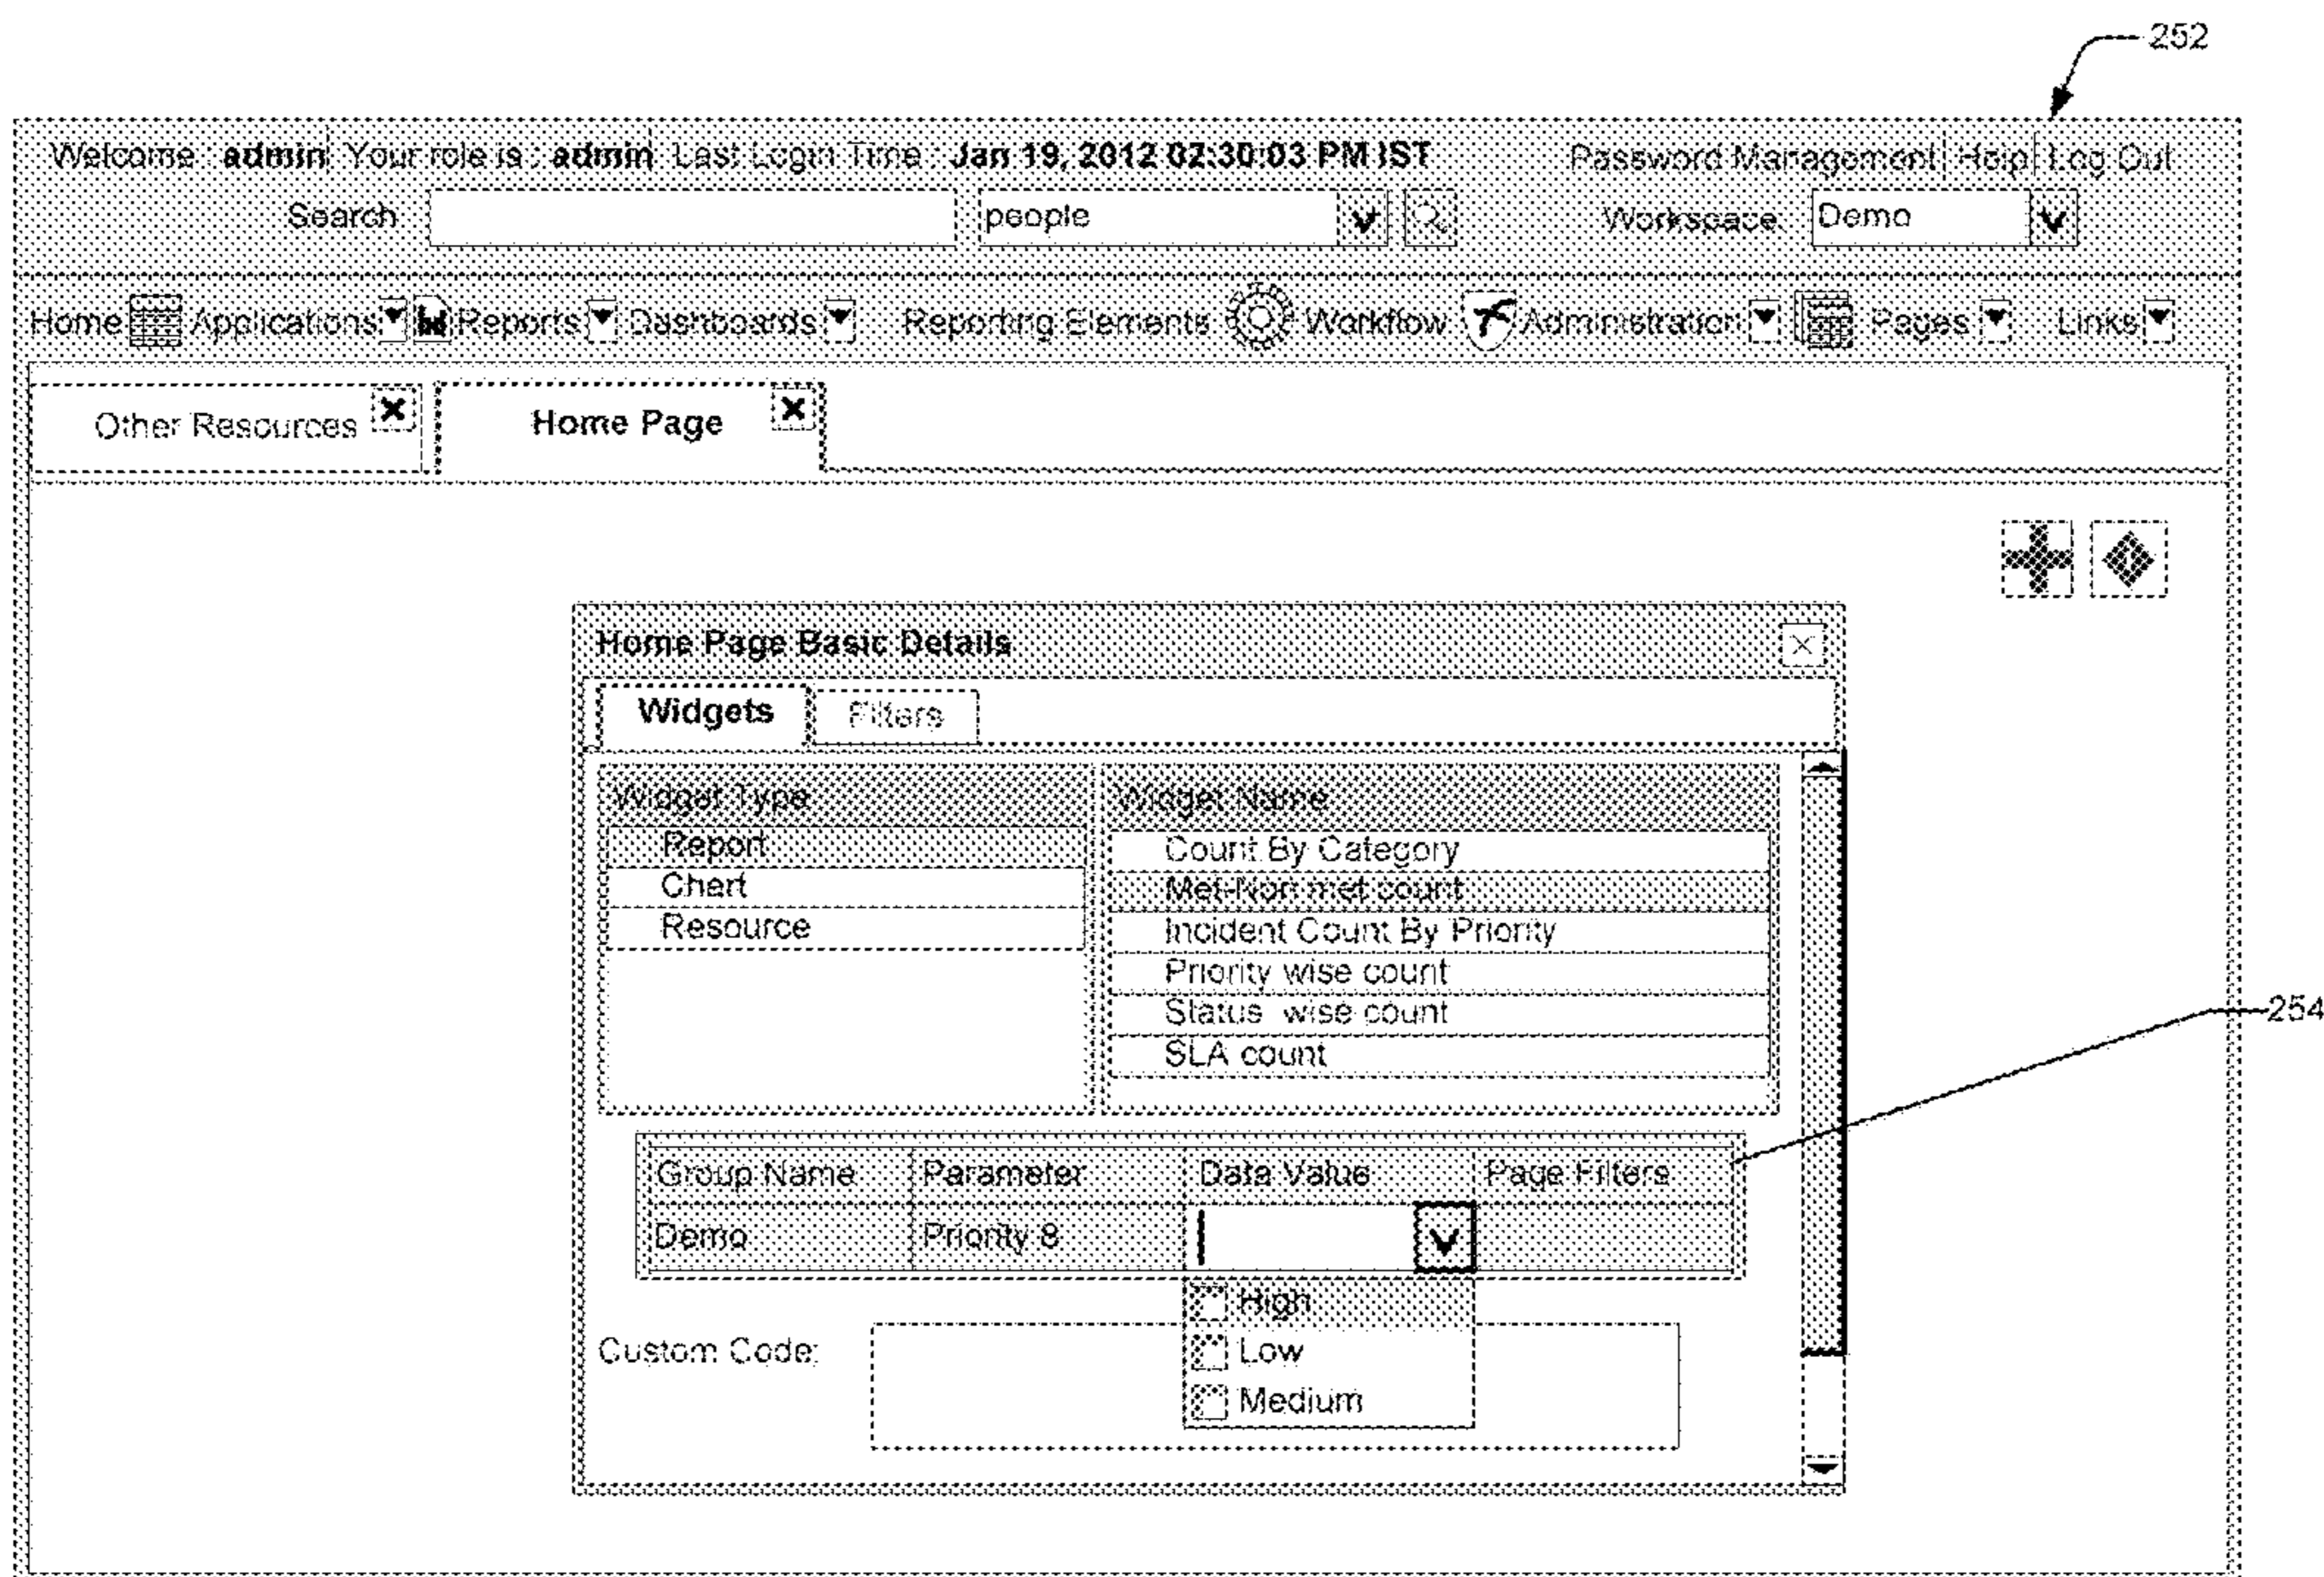 252
Welcome : admin Your role is : admin Last Login Time : Jan 19, 2012 02:30:03 PM IST Password Management Help Log Out
Search people Workspace: Demo
Home Applications Reports Dashboards Reporting Elements Workflow Administration Pages Links
Other Resources Home Page
Home Page Basic Details
Widgets Filters
Widget Type Widget Name
Report Count By Category
Chart Met-Non met count
Resource Incident Count By Priority
Priority wise count
Status wise count
254
SLA count
Group Name Parameter Data Value Page Filters
Demo Priority 8
High
Custom Code: Low
Medium